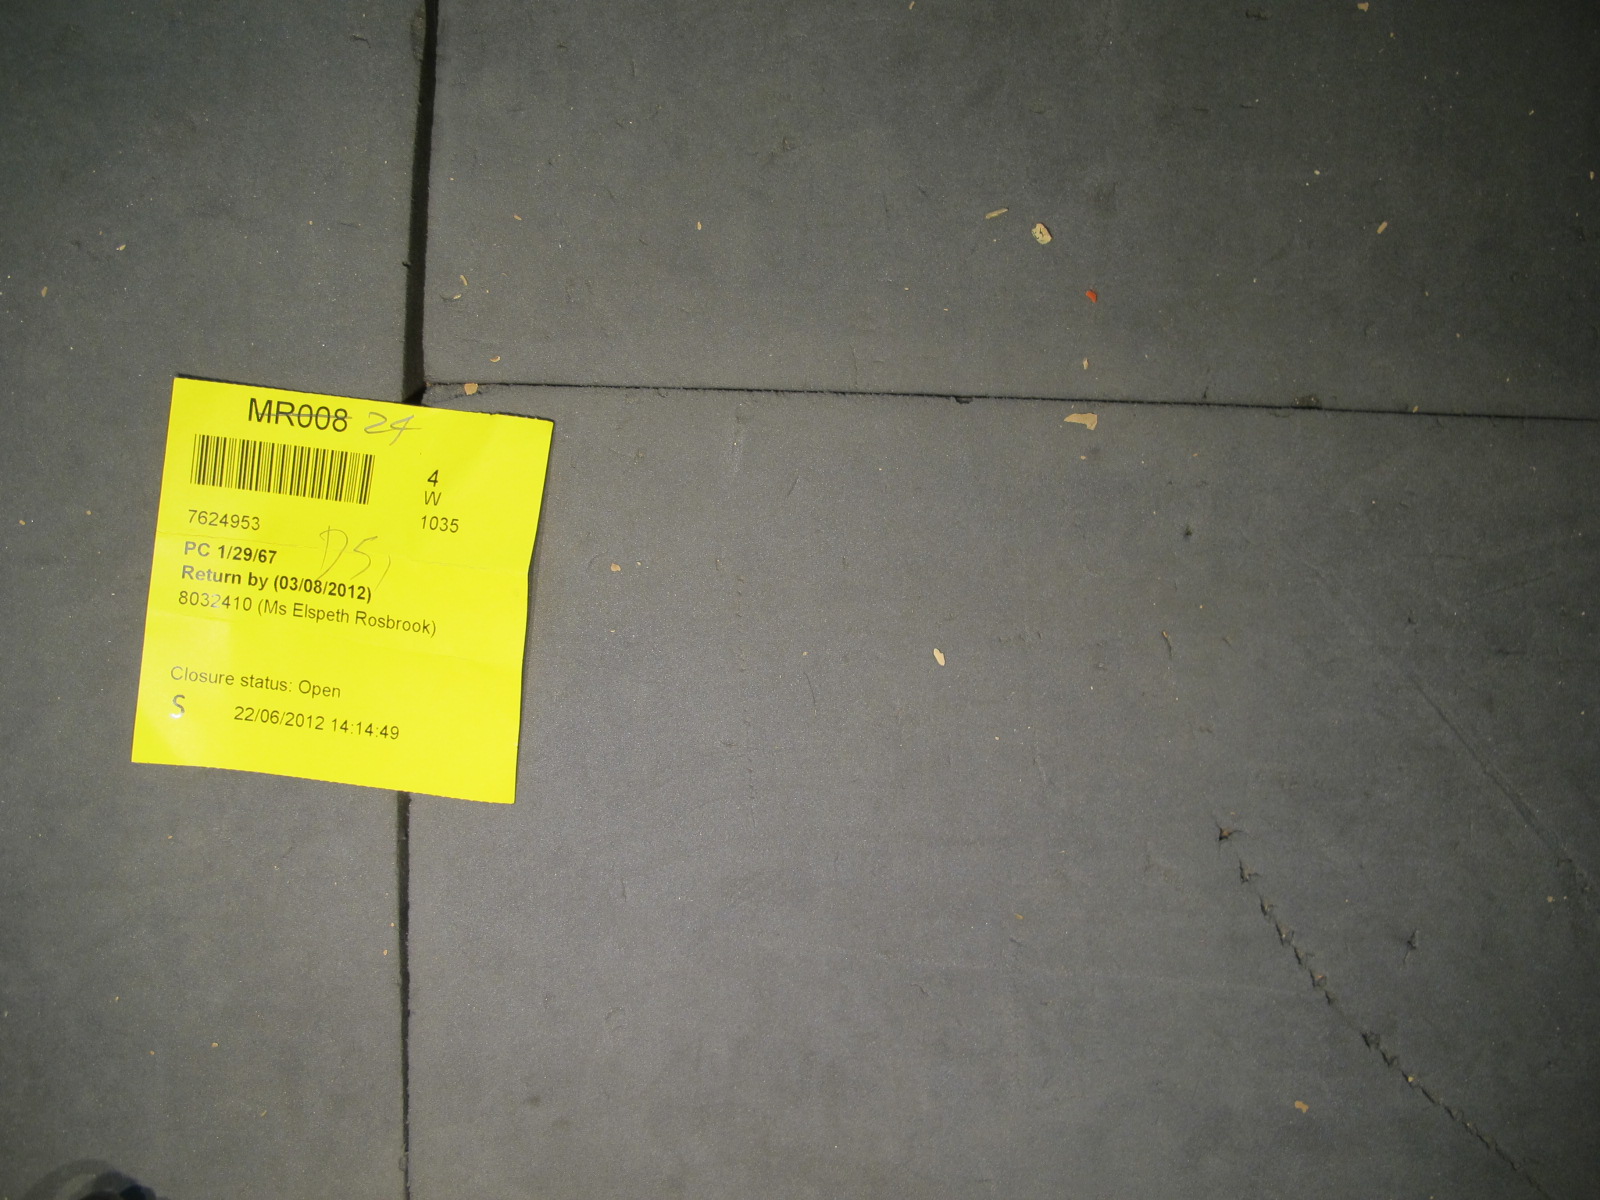 MR008 24
4
W
7624953 1035
DS1
PC 1/29/67
Return by (03/08/2012)
8032410 (Ms Elspeth Rosbrook)
Closure status: Open
S 22/06/2012 14:14:49